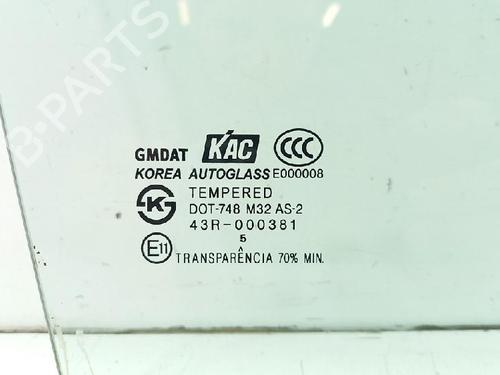 B-PARTS
GMDAT KAC CCC
KOREA AUTOGLASS E000008
K S TEMPERED
DOT-748 M32 AS-2
43R-000381
5
E11 TRANSPARÊNCIA 70% MIN.